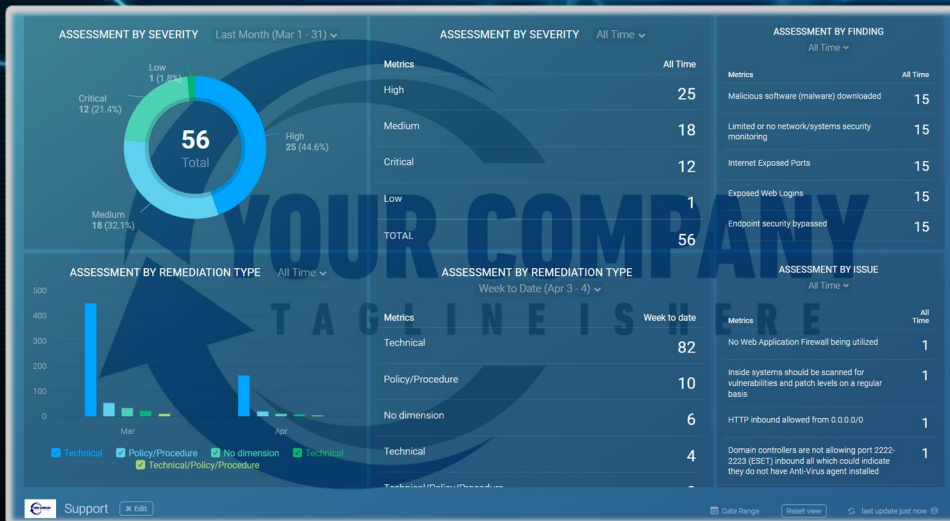 ASSESSMENT BY SEVERITY Last Month (Mar 1 - 31)
Low
1 (1.8%)
Critical
12 (21.4%)
56
Total
High
25 (44.6%)
Medium
18 (32.1%)
ASSESSMENT BY SEVERITY All Time
Metrics All Time
High 25
Medium 18
Critical 12
Low 1
TOTAL 56
ASSESSMENT BY FINDING
All Time
Metrics All Time
Malicious software (malware) downloaded 15
Limited or no network/systems security
monitoring 15
Internet Exposed Ports 15
Exposed Web Logins 15
Endpoint security bypassed 15
YOUR COMPANY
TAGLINE IS HERE
ASSESSMENT BY REMEDIATION TYPE All Time
500
400
300
200
100
0
Mar Apr
Technical Policy/Procedure No dimension Technical
Technical/Policy/Procedure
ASSESSMENT BY REMEDIATION TYPE
Week to Date (Apr 3 - 4)
Metrics Week to date
Technical 82
Policy/Procedure 10
No dimension 6
Technical 4
Technical/Policy/Procedure
ASSESSMENT BY ISSUE
All Time
Metrics All Time
No Web Application Firewall being utilized 1
Inside systems should be scanned for 1
vulnerabilities and patch levels on a regular
basis
HTTP inbound allowed from 0.0.0.0/0 1
Domain controllers are not allowing port 2222- 1
2223 (ESET) inbound all which could indicate
they do not have Anti-Virus agent installed
Support Edit
Date Range Reset view last update just now